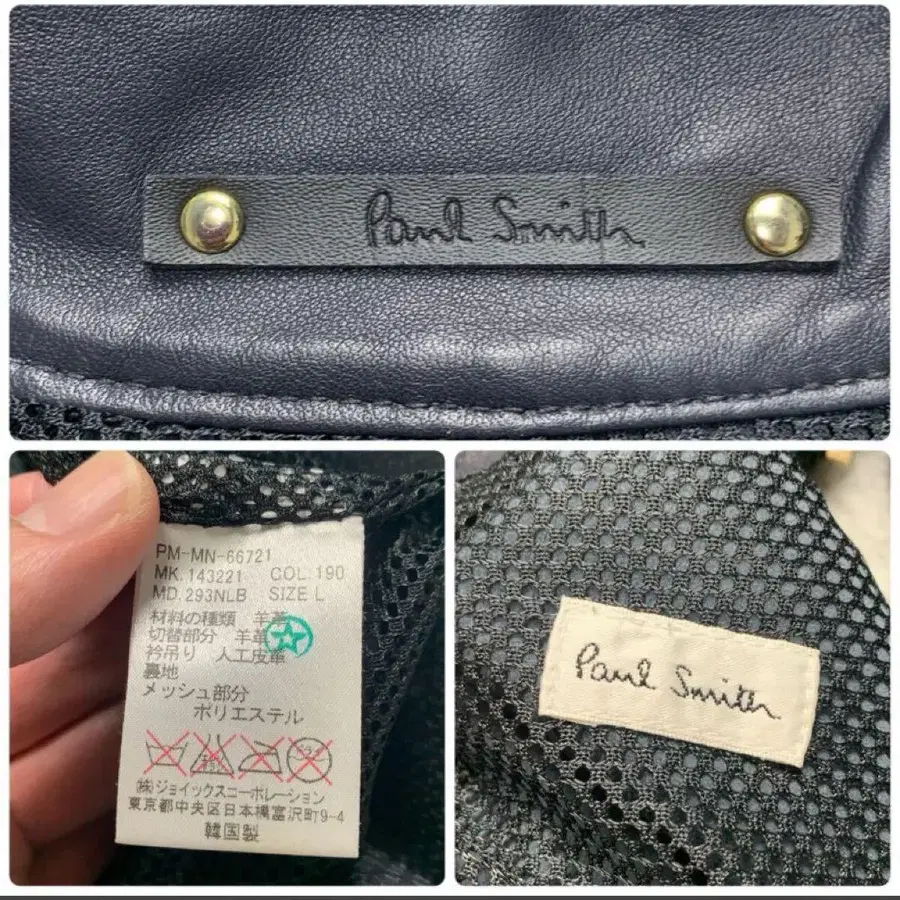 Paul Smith
PM-MN-66721
MK.143221 COL.190
MD.293NLB SIZE L
材料の種類 羊革
切替部分 羊革
衿吊り 人工皮革
裏地
メッシュ部分
ポリエステル
㈱ジョイックスコーポレーション
東京都中央区日本橋富沢町9-4
韓国製
Paul Smith